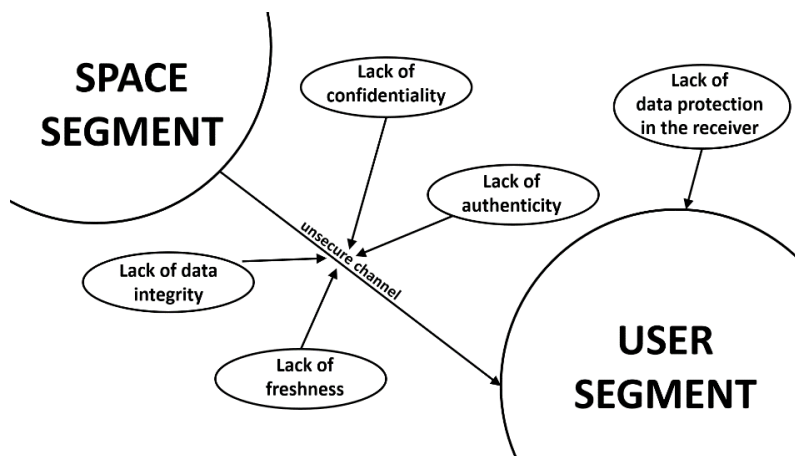 SPACE
SEGMENT
Lack of
confidentiality
Lack of
data protection
in the receiver
Lack of
authenticity
unsecure channel
Lack of data
integrity
Lack of
freshness
USER
SEGMENT